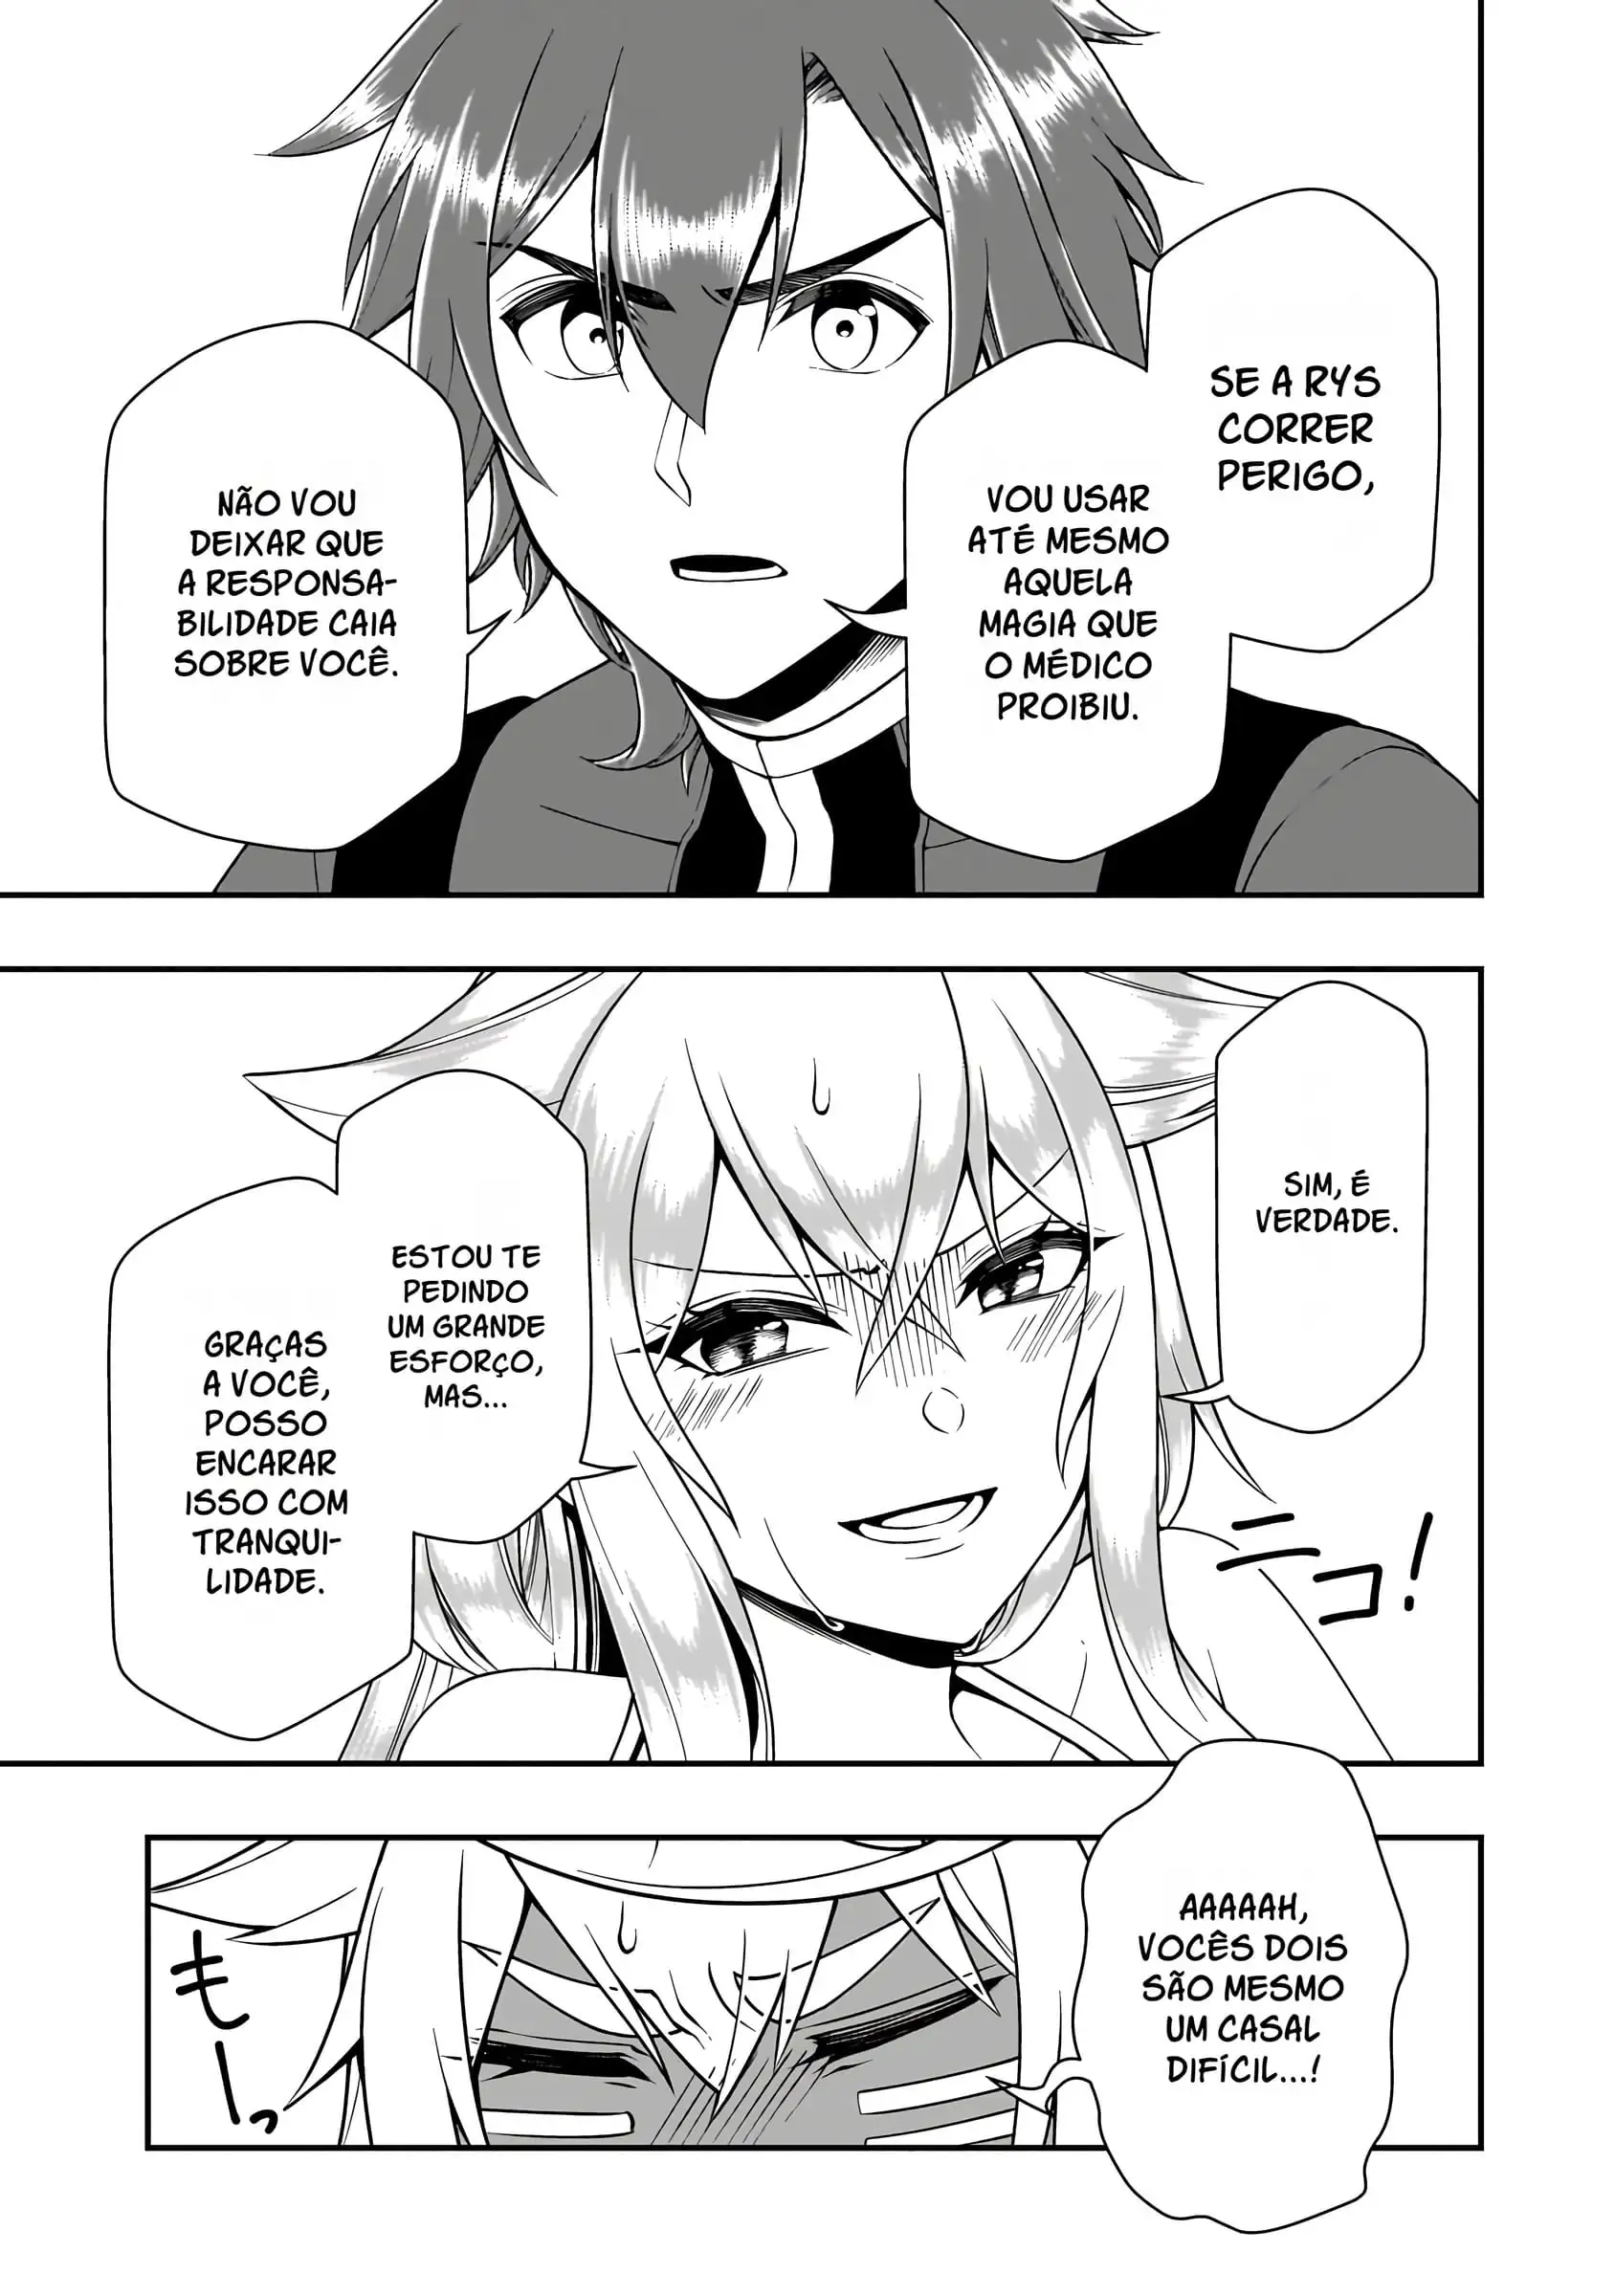 SE A RYS
CORRER
PERIGO,
VOU USAR
ATÉ MESMO
AQUELA
MAGIA QUE
O MÉDICO
PROIBIU.
NÃO VOU
DEIXAR QUE
A RESPONSA-
BILIDADE CAIA
SOBRE VOCÊ.
SIM, É
VERDADE.
ESTOU TE
PEDINDO
UM GRANDE
ESFORÇO,
MAS...
GRAÇAS
A VOCÊ,
POSSO
ENCARAR
ISSO COM
TRANQUI-
LIDADE.
ニコ!
AAAAAH,
VOCÊS DOIS
SÃO MESMO
UM CASAL
DIFÍCIL...!
もーっ